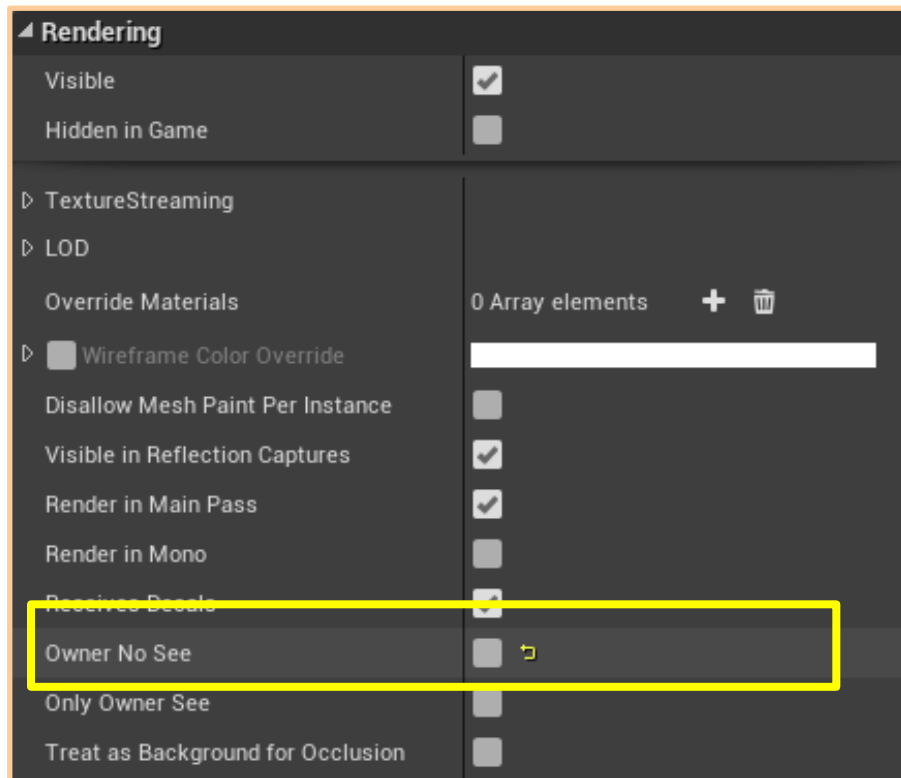 Rendering
Visible
Hidden in Game
TextureStreaming
LOD
Override Materials 0 Array elements
Wireframe Color Override
Disallow Mesh Paint Per Instance
Visible in Reflection Captures
Render in Main Pass
Render in Mono
Receives Decals
Owner No See
Only Owner See
Treat as Background for Occlusion